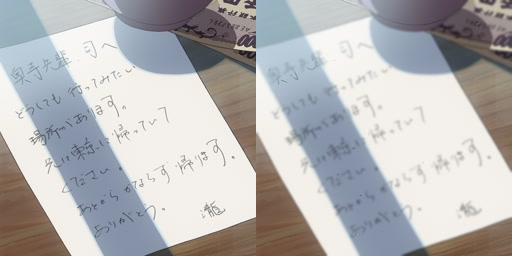 奥寺先輩、司へ
どうしても行ってみたい
場所があります。
先に東京に帰っていて
ください。
あとからかならず帰ります。
ありがとう。
瀧
奥寺先輩、司へ
どうしても行ってみたい
場所があります。
先に東京に帰っていて
ください。
あとからかならず帰ります。
ありがとう。
瀧